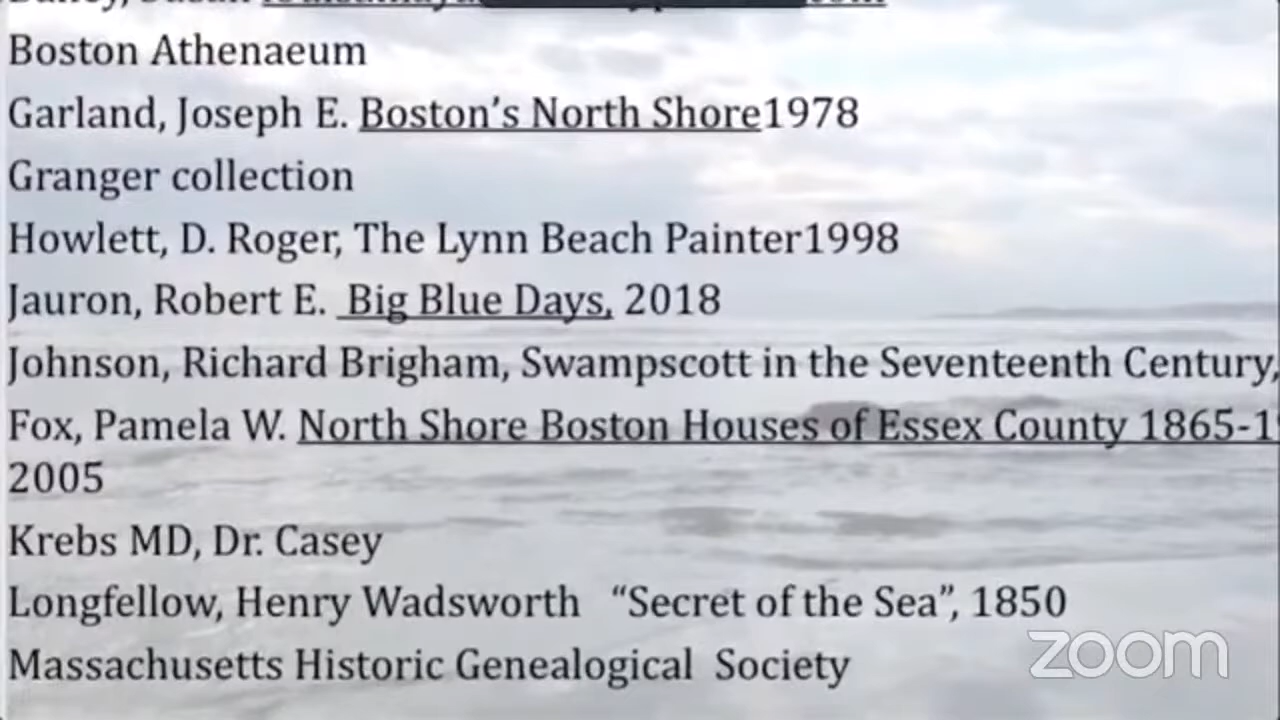 Boston Athenaeum
Garland, Joseph E. Boston’s North Shore1978
Granger collection
Howlett, D. Roger, The Lynn Beach Painter1998
Jauron, Robert E. Big Blue Days, 2018
Johnson, Richard Brigham, Swampscott in the Seventeenth Century,
Fox, Pamela W. North Shore Boston Houses of Essex County 1865-1
2005
Krebs MD, Dr. Casey
Longfellow, Henry Wadsworth “Secret of the Sea”, 1850
Massachusetts Historic Genealogical Society
zoom